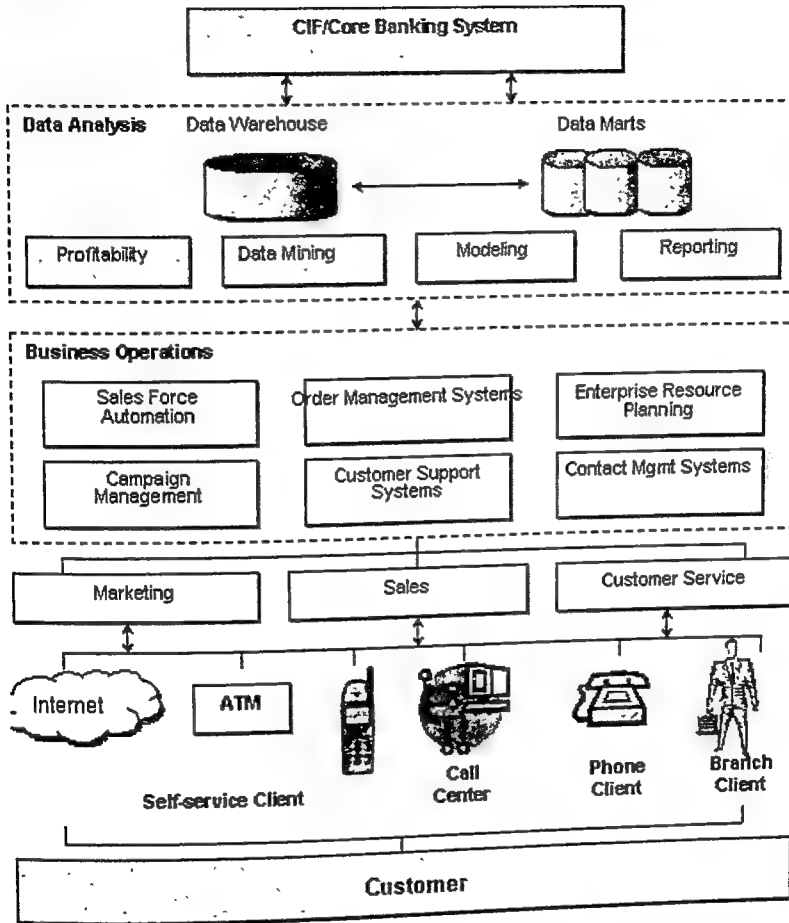 CIF/Core Banking System
Data Analysis
Data Warehouse
Data Marts
Profitability
Data Mining
Modeling
Reporting
Business Operations
Sales Force
Automation
Order Management Systems
Enterprise Resource
Planning
Campaign
Management
Customer Support
Systems
Contact Mgmt Systems
Marketing
Sales
Customer Service
Internet
ATM
Self-service Client
Call
Center
Phone
Client
Branch
Client
Customer